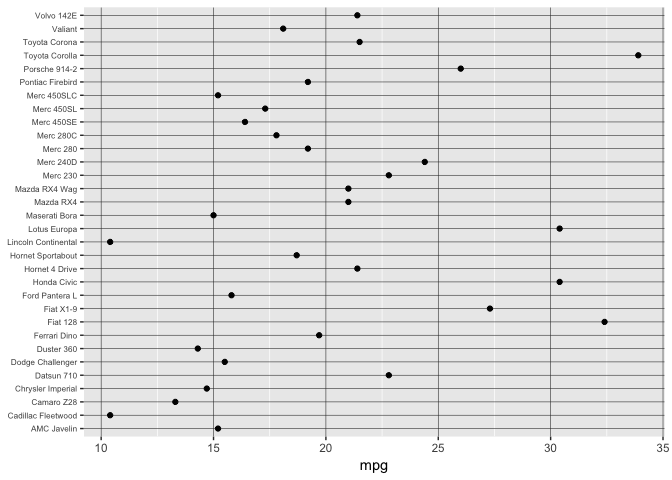 Volvo 142E
Valiant
Toyota Corona
Toyota Corolla
Porsche 914-2
Pontiac Firebird
Merc 450SLC
Merc 450SL
Merc 450SE
Merc 280C
Merc 280
Merc 240D
Merc 230
Mazda RX4 Wag
Mazda RX4
Maserati Bora
Lotus Europa
Lincoln Continental
Hornet Sportabout
Hornet 4 Drive
Honda Civic
Ford Pantera L
Fiat X1-9
Fiat 128
Ferrari Dino
Duster 360
Dodge Challenger
Datsun 710
Chrysler Imperial
Camaro Z28
Cadillac Fleetwood
AMC Javelin
10 15 20 25 30 35
mpg